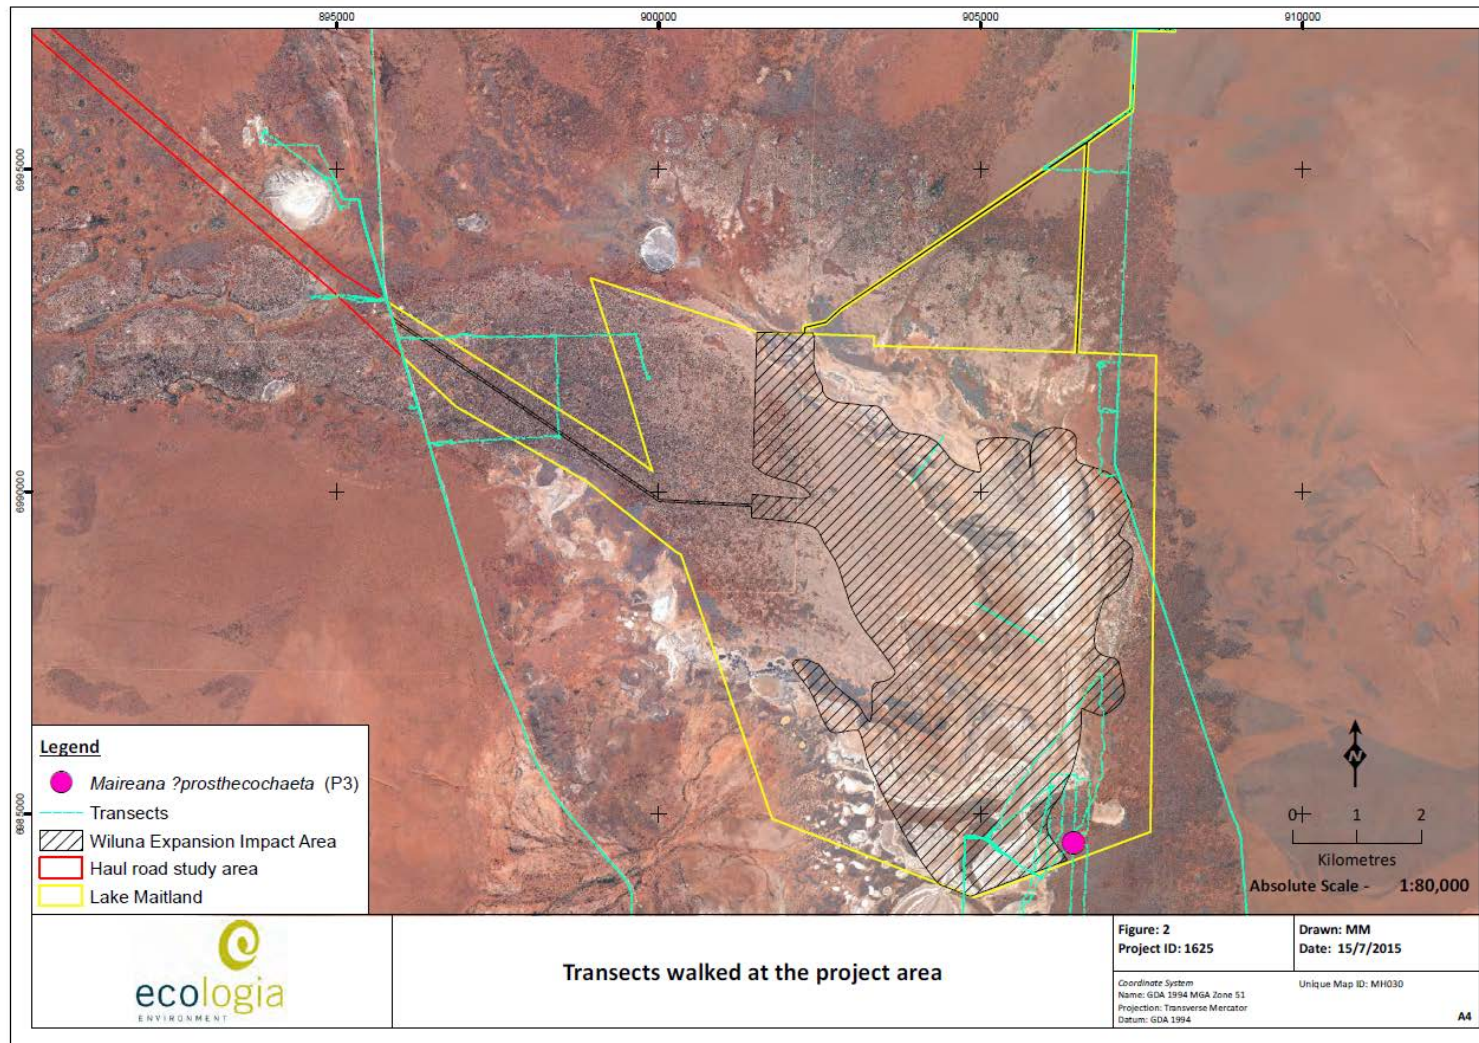 895000 900000 905000 910000
6995000
6990000
6985000
Legend
Maireana ?prosthecochaeta (P3)
Transects
Wiluna Expansion Impact Area
Haul road study area
Lake Maitland
N
0 1 2
Kilometres
Absolute Scale - 1:80,000
ecologia
ENVIRONMENT
Transects walked at the project area
Figure: 2
Project ID: 1625
Drawn: MM
Date: 15/7/2015
Coordinate System
Name: GDA 1994 MGA Zone 51
Projection: Transverse Mercator
Datum: GDA 1994
Unique Map ID: MH030
A4